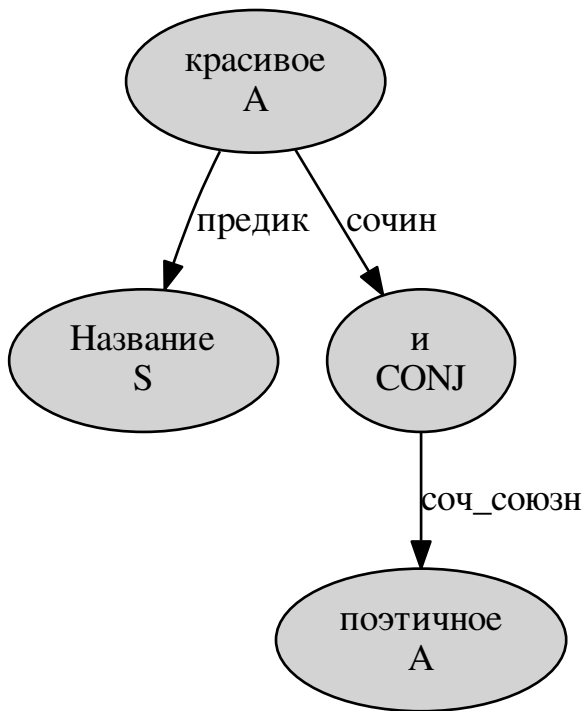 красивое
A
предик
сочин
Название
S
и
CONJ
соч_союзн
поэтичное
A